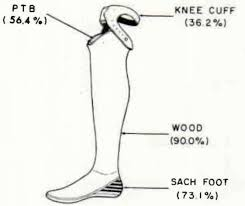 PTB
(56.4%)
KNEE CUFF
(36.2%)
WOOD
(90.0%)
SACH FOOT
(73.1%)